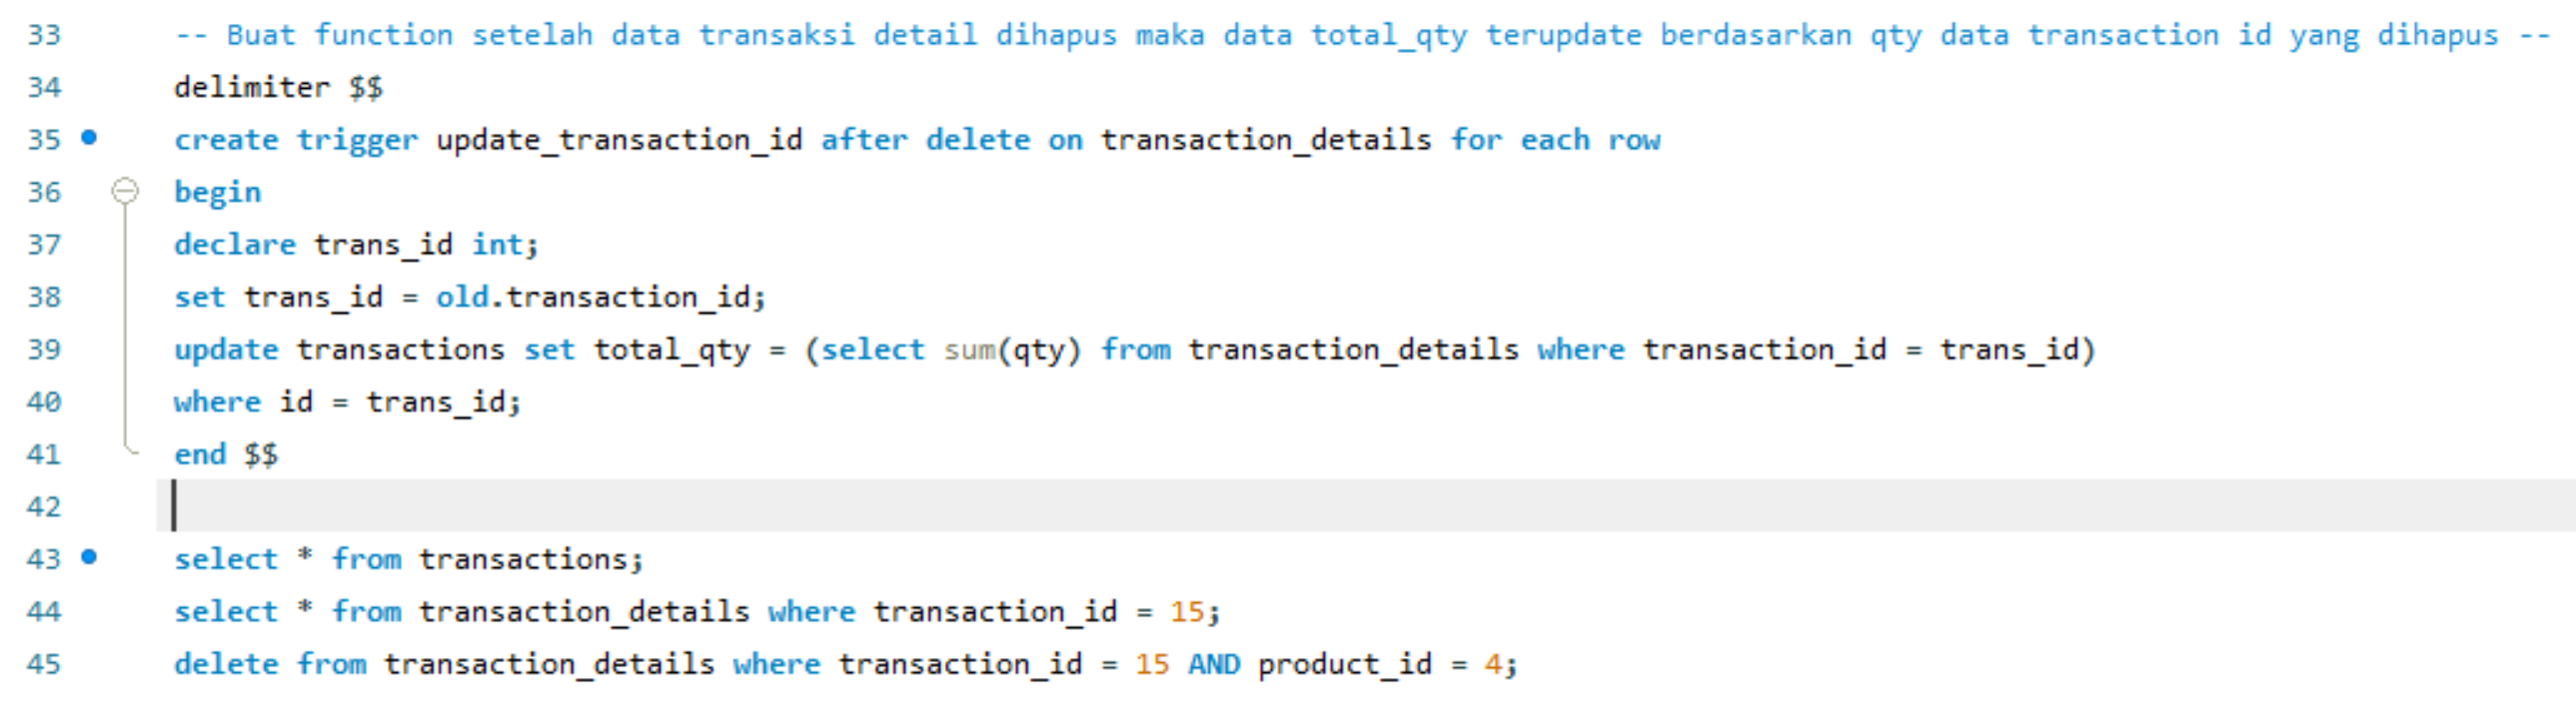 33 -- Buat function setelah data transaksi detail dihapus maka data total_qty terupdate berdasarkan qty data transaction id yang dihapus --
34 delimiter $$
35 create trigger update_transaction_id after delete on transaction_details for each row
36 begin
37 declare trans_id int;
38 set trans_id = old.transaction_id;
39 update transactions set total_qty = (select sum(qty) from transaction_details where transaction_id = trans_id)
40 where id = trans_id;
41 end $$
42
43 select * from transactions;
44 select * from transaction_details where transaction_id = 15;
45 delete from transaction_details where transaction_id = 15 AND product_id = 4;